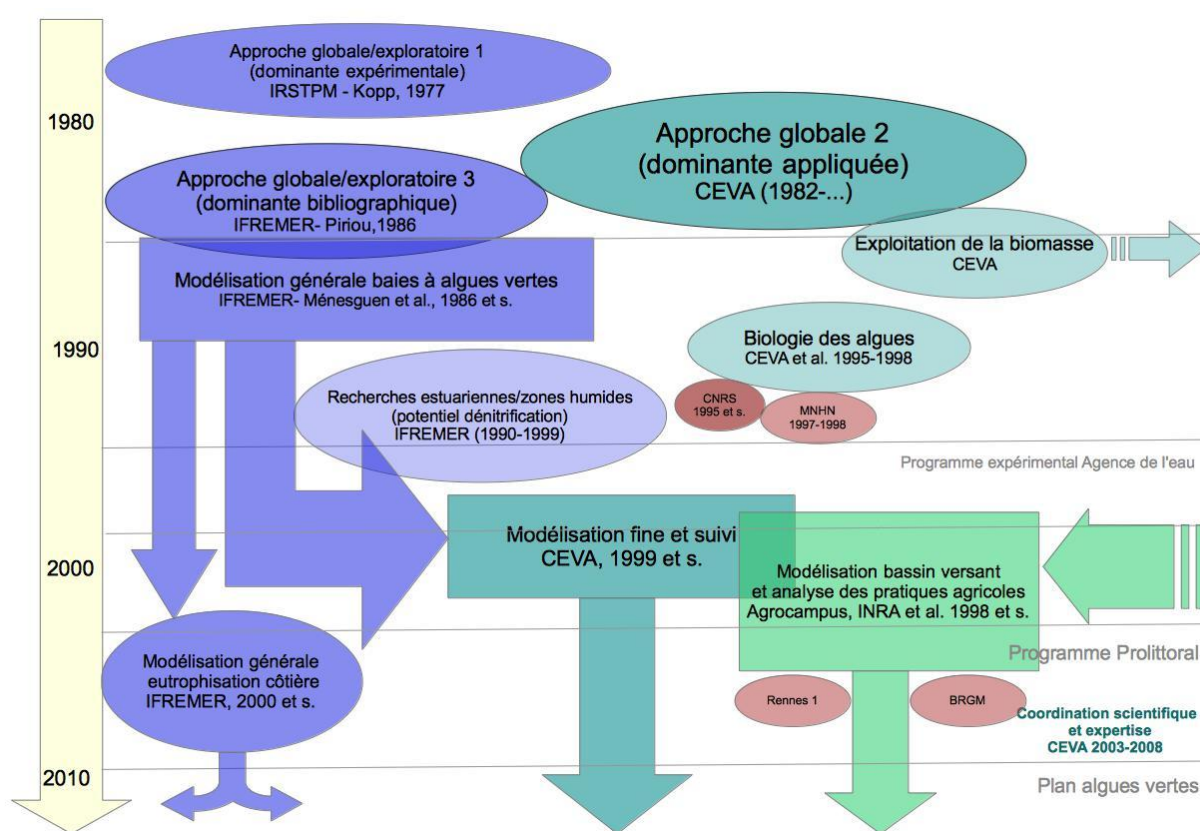 Approche globale/exploratoire 1
(dominante expérimentale)
IRSTPM - Kopp, 1977
1980
Approche globale 2
(dominante appliquée)
CEVA (1982-...)
Approche globale/exploratoire 3
(dominante bibliographique)
IFREMER- Piriou,1986
Exploitation de la biomasse
CEVA
Modélisation générale baies à algues vertes
IFREMER- Ménesguen et al., 1986 et s.
1990
Biologie des algues
CEVA et al. 1995-1998
Recherches estuariennes/zones humides
(potentiel dénitrification)
IFREMER (1990-1999)
CNRS
1995 et s.
MNHN
1997-1998
Programme expérimental Agence de l'eau
Modélisation fine et suivi
CEVA, 1999 et s.
2000
Modélisation bassin versant
et analyse des pratiques agricoles
Agrocampus, INRA et al. 1998 et s.
Programme Prolittoral
Modélisation générale
eutrophisation côtière
IFREMER, 2000 et s.
Rennes 1
BRGM
Coordination scientifique
et expertise
CEVA 2003-2008
2010
Plan algues vertes